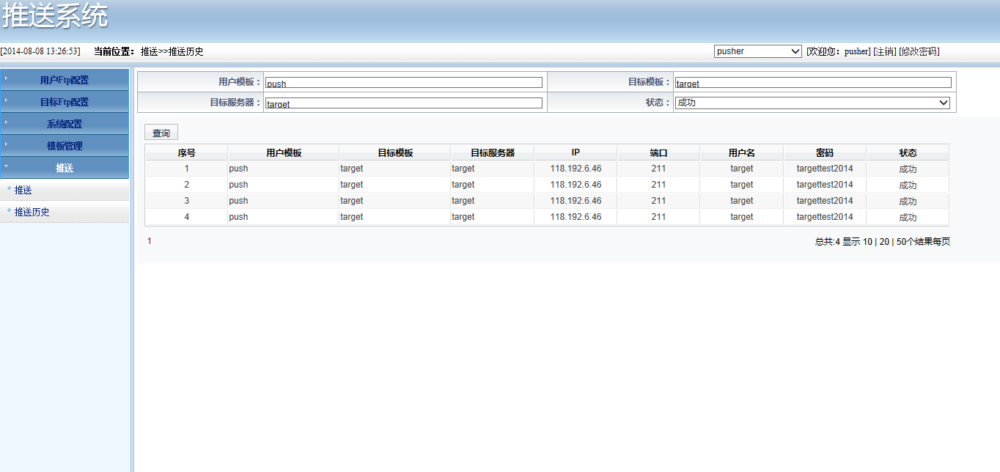 推送系统
[2014-08-08 13:26:53] 当前位置： 推送>>推送历史 pusher [欢迎您：pusher] [注销] [修改密码]
用户Ftp配置
目标Ftp配置
系统配置
模板管理
推送
推送
推送历史
用户模板： push 目标模板： target
目标服务器： target 状态： 成功
查询
序号 用户模板 目标模板 目标服务器 IP 端口 用户名 密码 状态
1 push target target 118.192.6.46 211 target targettest2014 成功
2 push target target 118.192.6.46 211 target targettest2014 成功
3 push target target 118.192.6.46 211 target targettest2014 成功
4 push target target 118.192.6.46 211 target targettest2014 成功
1 总共:4 显示 10 | 20 | 50个结果每页